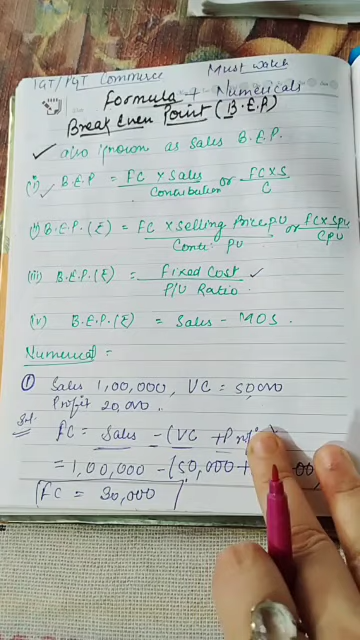 TGT/PGT Commerce Must watch
Formula + Numericals
Break Even Point (B.E.P)
also known as Sales B.E.P.
(i) B.E.P = FC × Sales / Contribution or FC×S / C
(ii) B.E.P. (₹) = FC × Selling Price PU / Conti. PU or FC×SPU / CPU
(iii) B.E.P. (₹) = Fixed Cost / P/U Ratio
(iv) B.E.P. (₹) = Sales - MOS.
Numerical =
① Sales 1,00,000, VC = 50,000
Profit 20,000.
Sol. FC = Sales - (VC + Profit)
= 1,00,000 - (50,000+ 00)
FC = 30,000